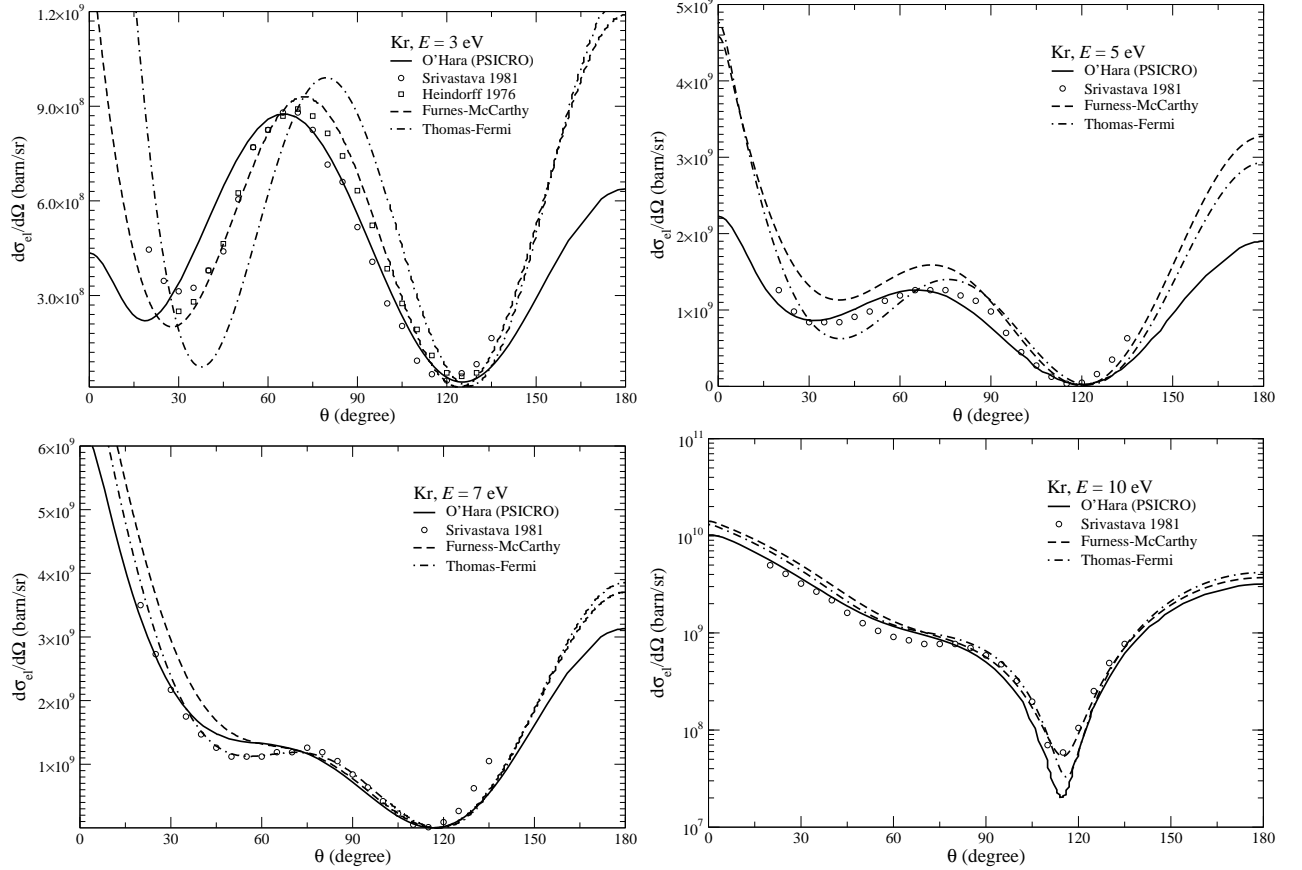 Kr, E = 3 eV
O'Hara (PSICRO)
Srivastava 1981
Heindorff 1976
Furnes-McCarthy
Thomas-Fermi
1.2×10⁹
9.0×10⁸
6.0×10⁸
3.0×10⁸
dσel/dΩ (barn/sr)
0 30 60 90 120 150 180
θ (degree)
Kr, E = 5 eV
O'Hara (PSICRO)
Srivastava 1981
Furness-McCarthy
Thomas-Fermi
5×10⁹
4×10⁹
3×10⁹
2×10⁹
1×10⁹
0
dσel/dΩ (barn/sr)
0 30 60 90 120 150 180
θ (degree)
Kr, E = 7 eV
O'Hara (PSICRO)
Srivastava 1981
Furness-McCarthy
Thomas-Fermi
6×10⁹
5×10⁹
4×10⁹
3×10⁹
2×10⁹
1×10⁹
dσel/dΩ (barn/sr)
0 30 60 90 120 150 180
θ (degree)
Kr, E = 10 eV
O'Hara (PSICRO)
Srivastava 1981
Furness-McCarthy
Thomas-Fermi
10¹¹
10¹⁰
10⁹
10⁸
10⁷
dσel/dΩ (barn/sr)
0 30 60 90 120 150 180
θ (degree)